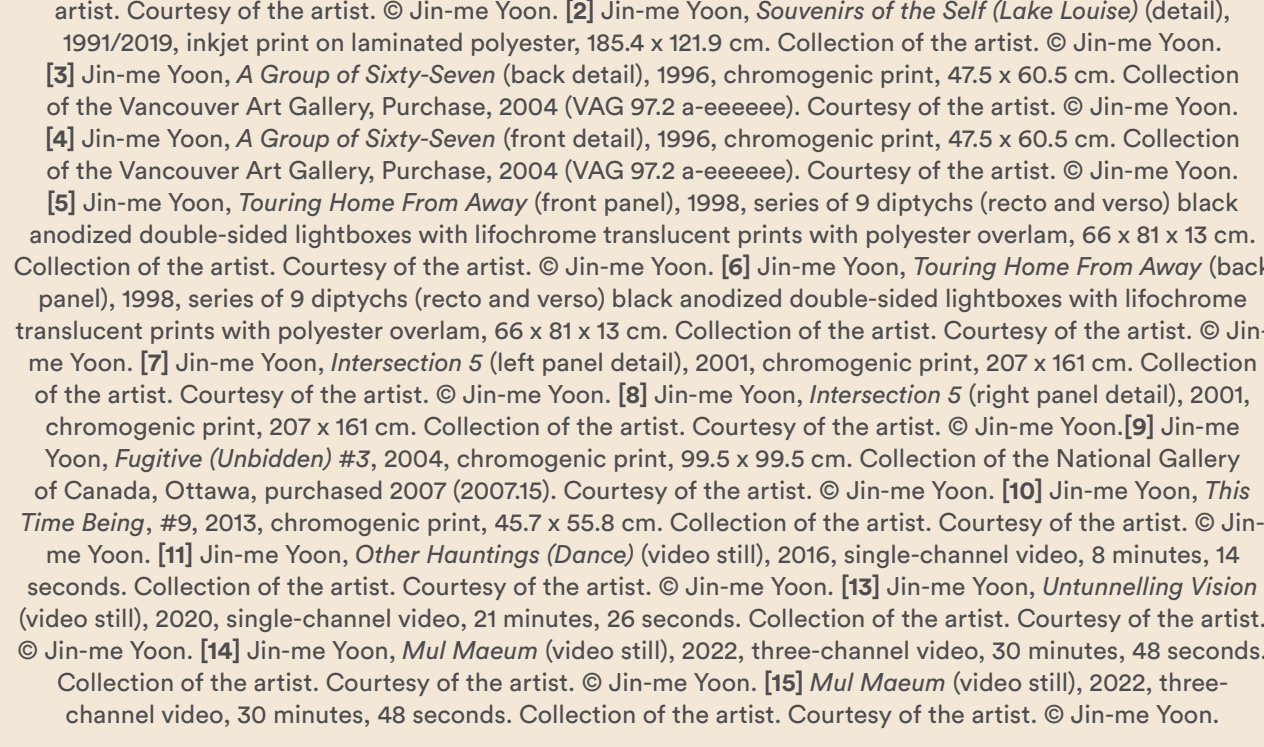 artist. Courtesy of the artist. © Jin-me Yoon. [2] Jin-me Yoon, Souvenirs of the Self (Lake Louise) (detail),
1991/2019, inkjet print on laminated polyester, 185.4 x 121.9 cm. Collection of the artist. © Jin-me Yoon.
[3] Jin-me Yoon, A Group of Sixty-Seven (back detail), 1996, chromogenic print, 47.5 x 60.5 cm. Collection
of the Vancouver Art Gallery, Purchase, 2004 (VAG 97.2 a-eeeeee). Courtesy of the artist. © Jin-me Yoon.
[4] Jin-me Yoon, A Group of Sixty-Seven (front detail), 1996, chromogenic print, 47.5 x 60.5 cm. Collection
of the Vancouver Art Gallery, Purchase, 2004 (VAG 97.2 a-eeeeee). Courtesy of the artist. © Jin-me Yoon.
[5] Jin-me Yoon, Touring Home From Away (front panel), 1998, series of 9 diptychs (recto and verso) black
anodized double-sided lightboxes with lifochrome translucent prints with polyester overlam, 66 x 81 x 13 cm.
Collection of the artist. Courtesy of the artist. © Jin-me Yoon. [6] Jin-me Yoon, Touring Home From Away (back
panel), 1998, series of 9 diptychs (recto and verso) black anodized double-sided lightboxes with lifochrome
translucent prints with polyester overlam, 66 x 81 x 13 cm. Collection of the artist. Courtesy of the artist. © Jin-
me Yoon. [7] Jin-me Yoon, Intersection 5 (left panel detail), 2001, chromogenic print, 207 x 161 cm. Collection
of the artist. Courtesy of the artist. © Jin-me Yoon. [8] Jin-me Yoon, Intersection 5 (right panel detail), 2001,
chromogenic print, 207 x 161 cm. Collection of the artist. Courtesy of the artist. © Jin-me Yoon.[9] Jin-me
Yoon, Fugitive (Unbidden) #3, 2004, chromogenic print, 99.5 x 99.5 cm. Collection of the National Gallery
of Canada, Ottawa, purchased 2007 (2007.15). Courtesy of the artist. © Jin-me Yoon. [10] Jin-me Yoon, This
Time Being, #9, 2013, chromogenic print, 45.7 x 55.8 cm. Collection of the artist. Courtesy of the artist. © Jin-
me Yoon. [11] Jin-me Yoon, Other Hauntings (Dance) (video still), 2016, single-channel video, 8 minutes, 14
seconds. Collection of the artist. Courtesy of the artist. © Jin-me Yoon. [13] Jin-me Yoon, Untunnelling Vision
(video still), 2020, single-channel video, 21 minutes, 26 seconds. Collection of the artist. Courtesy of the artist.
© Jin-me Yoon. [14] Jin-me Yoon, Mul Maeum (video still), 2022, three-channel video, 30 minutes, 48 seconds.
Collection of the artist. Courtesy of the artist. © Jin-me Yoon. [15] Mul Maeum (video still), 2022, three-
channel video, 30 minutes, 48 seconds. Collection of the artist. Courtesy of the artist. © Jin-me Yoon.